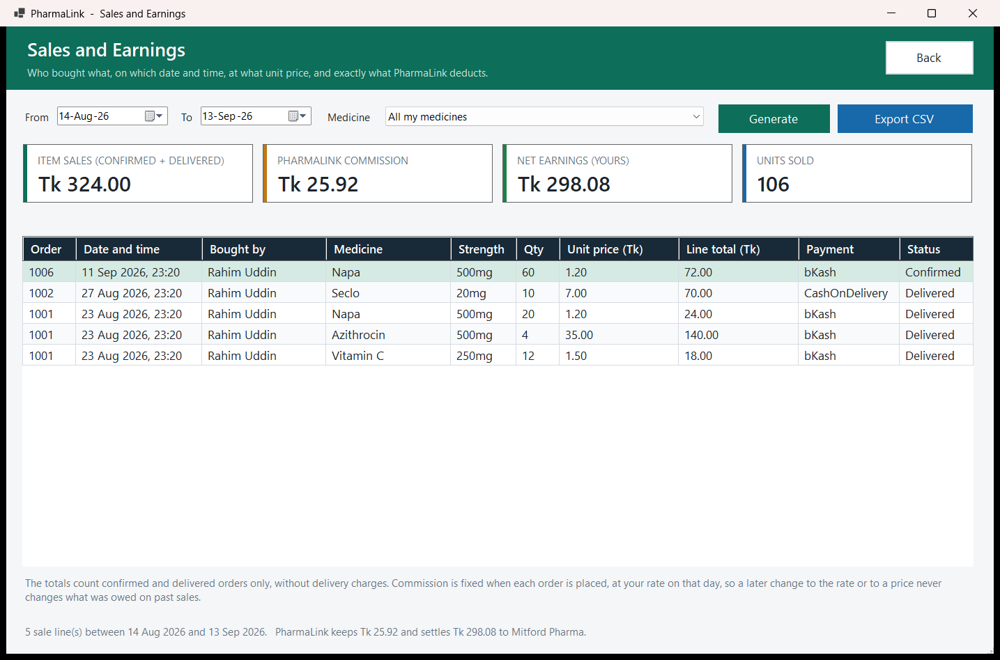 PharmaLink - Sales and Earnings
Sales and Earnings
Who bought what, on which date and time, at what unit price, and exactly what PharmaLink deducts.
Back
From 14-Aug-26 To 13-Sep-26 Medicine All my medicines Generate Export CSV
ITEM SALES (CONFIRMED + DELIVERED) PHARMALINK COMMISSION NET EARNINGS (YOURS) UNITS SOLD
Tk 324.00 Tk 25.92 Tk 298.08 106
Order Date and time Bought by Medicine Strength Qty Unit price (Tk) Line total (Tk) Payment Status
1006 11 Sep 2026, 23:20 Rahim Uddin Napa 500mg 60 1.20 72.00 bKash Confirmed
1002 27 Aug 2026, 23:20 Rahim Uddin Seclo 20mg 10 7.00 70.00 CashOnDelivery Delivered
1001 23 Aug 2026, 23:20 Rahim Uddin Napa 500mg 20 1.20 24.00 bKash Delivered
1001 23 Aug 2026, 23:20 Rahim Uddin Azithrocin 500mg 4 35.00 140.00 bKash Delivered
1001 23 Aug 2026, 23:20 Rahim Uddin Vitamin C 250mg 12 1.50 18.00 bKash Delivered
The totals count confirmed and delivered orders only, without delivery charges. Commission is fixed when each order is placed, at your rate on that day, so a later change to the rate or to a price never
changes what was owed on past sales.
5 sale line(s) between 14 Aug 2026 and 13 Sep 2026. PharmaLink keeps Tk 25.92 and settles Tk 298.08 to Mitford Pharma.